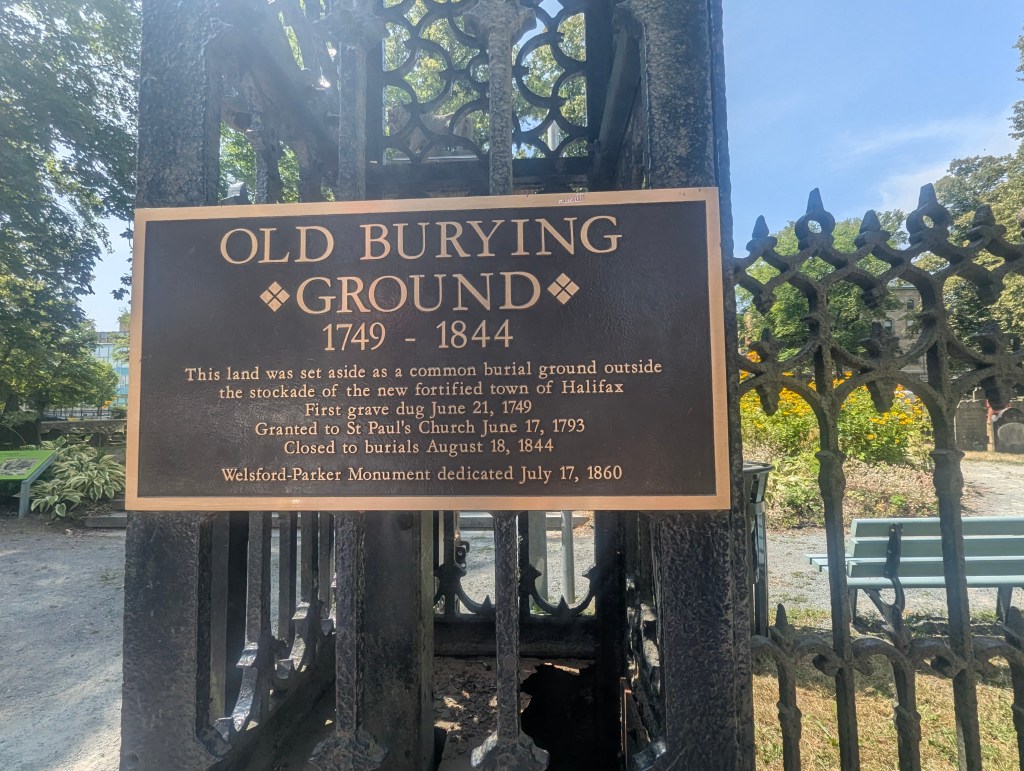 OLD BURYING
GROUND
1749 - 1844
This land was set aside as a common burial ground outside
the stockade of the new fortified town of Halifax
First grave dug June 21, 1749
Granted to St Paul's Church June 17, 1793
Closed to burials August 18, 1844
Welsford-Parker Monument dedicated July 17, 1860